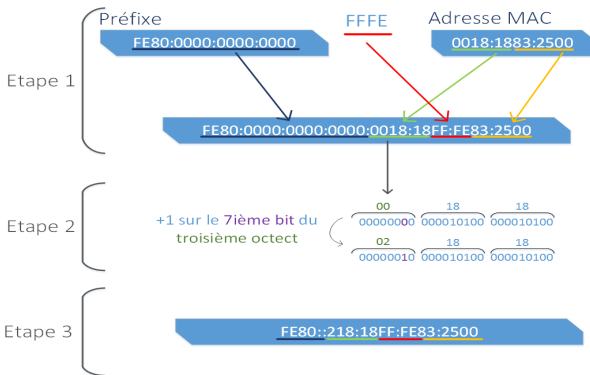 Préfixe
FFFE
Adresse MAC
FE80:0000:0000:0000
0018:1883:2500
Etape 1
FE80:0000:0000:0000:0018:18FF:FE83:2500
Etape 2
+1 sur le 7ième bit du
troisième octect
00 18 18
00000000 000010100 000010100
02 18 18
00000010 000010100 000010100
Etape 3
FE80::218:18FF:FE83:2500